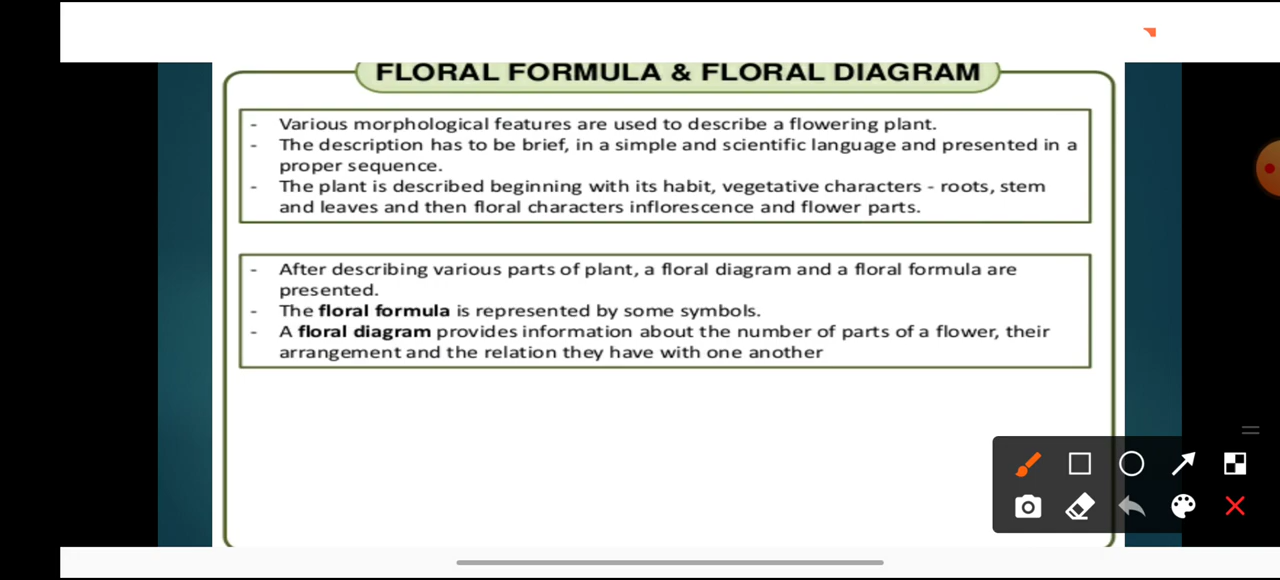 FLORAL FORMULA & FLORAL DIAGRAM
- Various morphological features are used to describe a flowering plant.
- The description has to be brief, in a simple and scientific language and presented in a
proper sequence.
- The plant is described beginning with its habit, vegetative characters - roots, stem
and leaves and then floral characters inflorescence and flower parts.
- After describing various parts of plant, a floral diagram and a floral formula are
presented.
- The floral formula is represented by some symbols.
- A floral diagram provides information about the number of parts of a flower, their
arrangement and the relation they have with one another